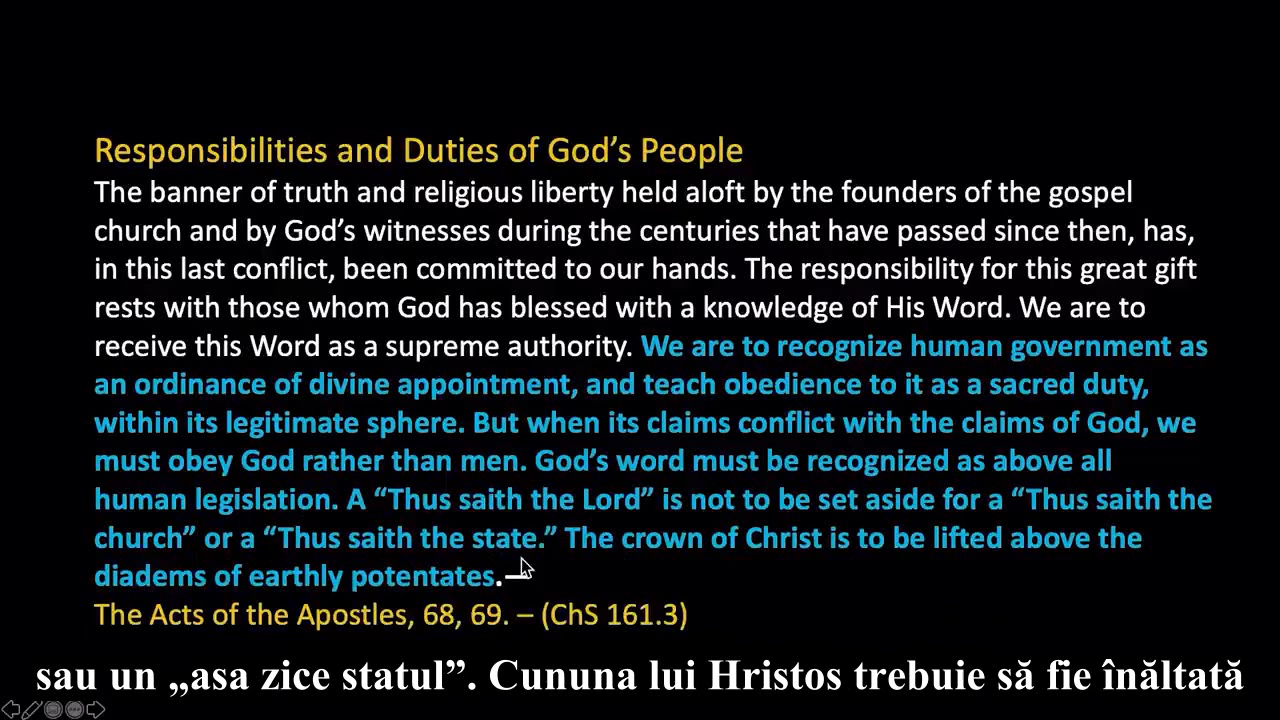 Responsibilities and Duties of God’s People
The banner of truth and religious liberty held aloft by the founders of the gospel
church and by God’s witnesses during the centuries that have passed since then, has,
in this last conflict, been committed to our hands. The responsibility for this great gift
rests with those whom God has blessed with a knowledge of His Word. We are to
receive this Word as a supreme authority. We are to recognize human government as
an ordinance of divine appointment, and teach obedience to it as a sacred duty,
within its legitimate sphere. But when its claims conflict with the claims of God, we
must obey God rather than men. God’s word must be recognized as above all
human legislation. A “Thus saith the Lord” is not to be set aside for a “Thus saith the
church” or a “Thus saith the state.” The crown of Christ is to be lifted above the
diadems of earthly potentates.—
The Acts of the Apostles, 68, 69. – (ChS 161.3)
sau un „asa zice statul”. Cununa lui Hristos trebuie să fie înăltată